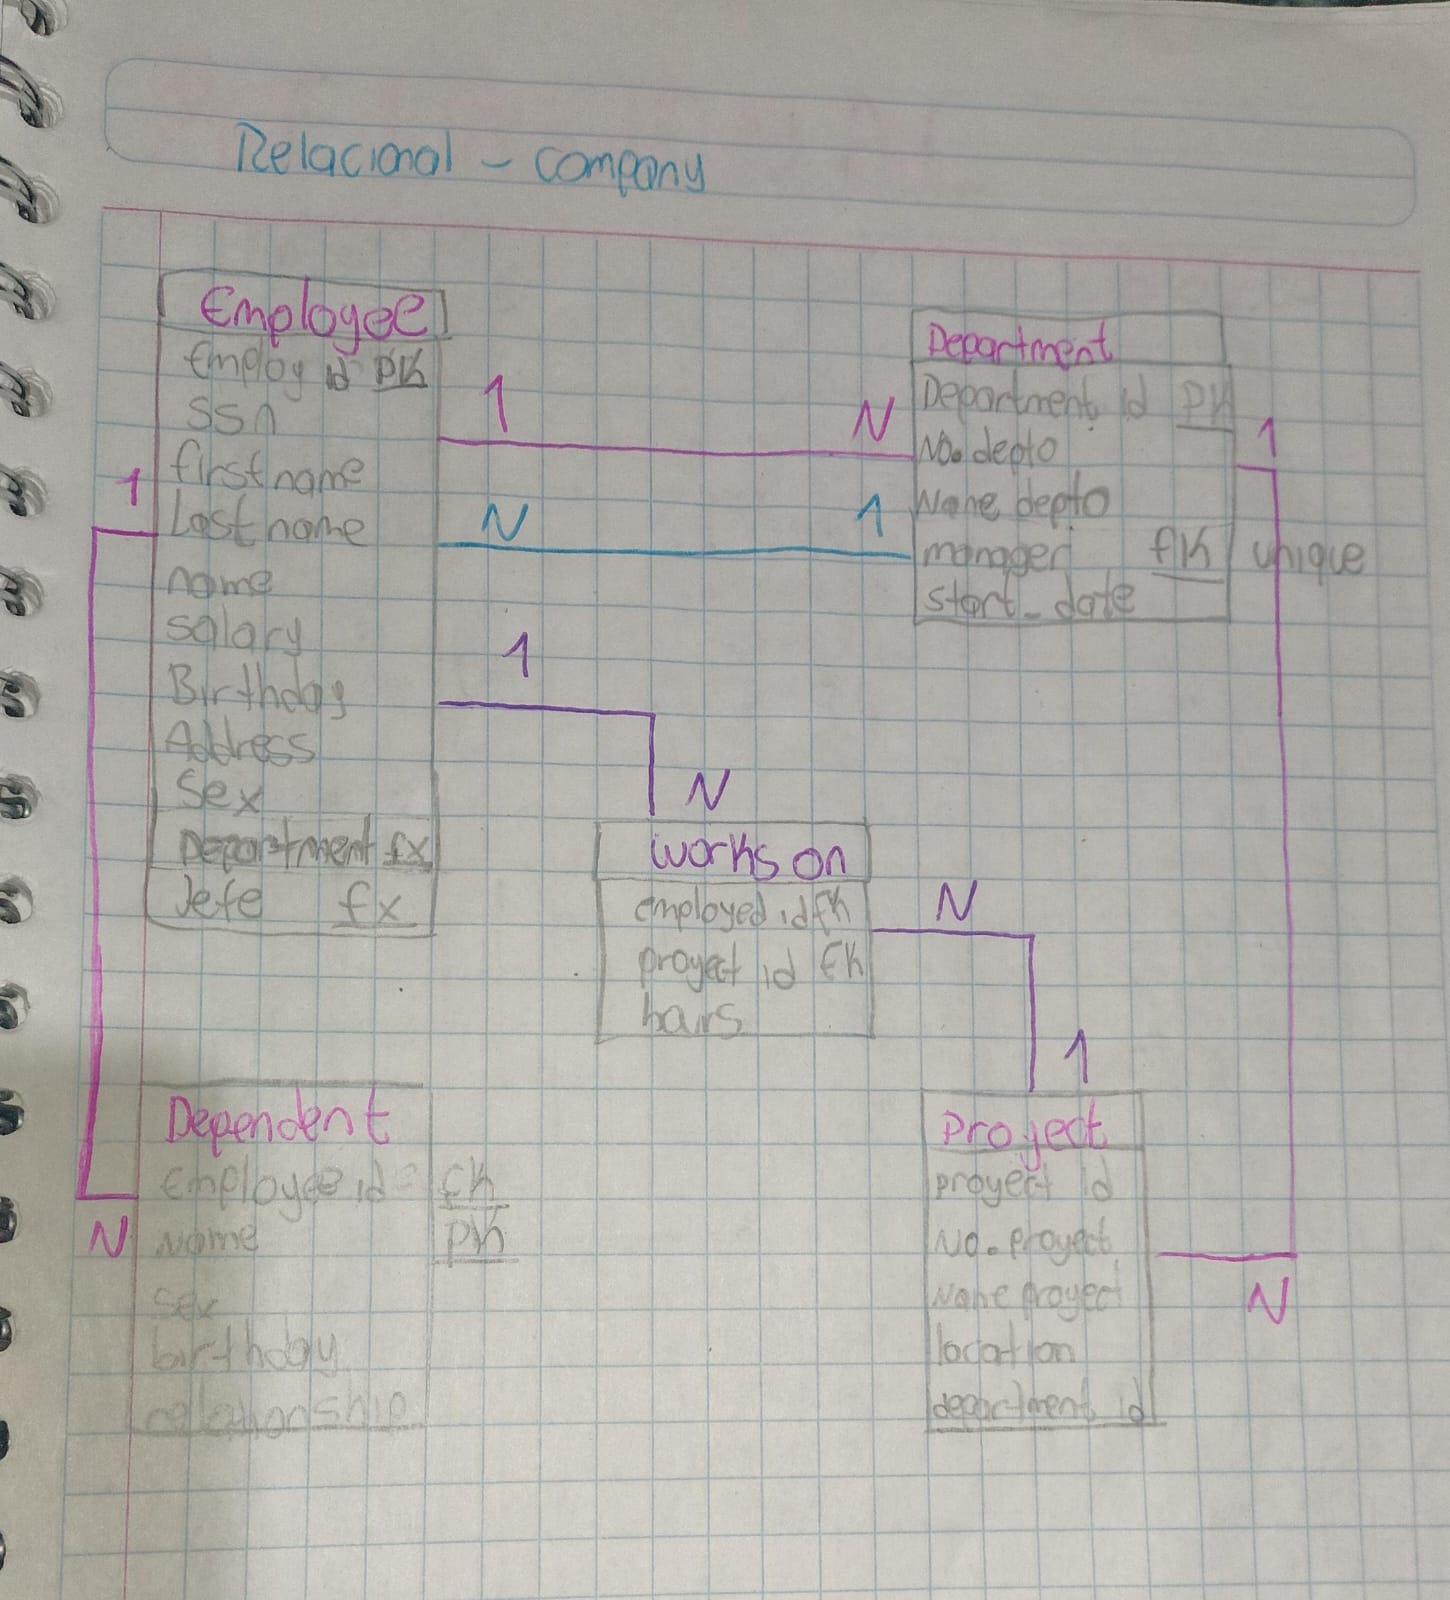 Relacional - company
Employee
Employ id PK
ssn
first name
Last name
name
salary
Birthday
Address
Sex
Department fx
Jefe fx
1
N
1
N
Department
Department id PK
No. depto
Name depto
manager fk unique
start_date
1
1
N
works on
employed id fk
proyect id fk
hours
N
1
1
N
Dependent
Employee id fk
Name PK
sex
birthday
relationship
Proyect
proyect id
No. proyect
Name proyect
location
department id
N